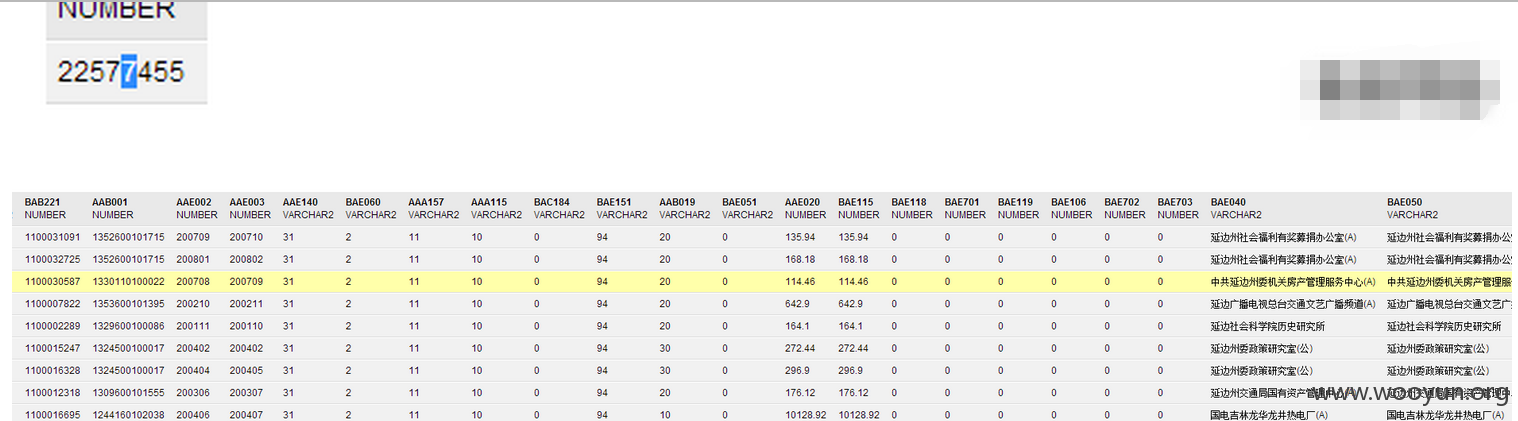 NUMBER
22577455
BAB221 AAB001 AAE002 AAE003 AAE140 BAE060 AAA157 AAA115 BAC184 BAE151 AAB019 BAE051 AAE020 BAE115 BAE118 BAE701 BAE119 BAE106 BAE702 BAE703 BAE040 BAE050
NUMBER NUMBER NUMBER NUMBER VARCHAR2 VARCHAR2 VARCHAR2 VARCHAR2 NUMBER VARCHAR2 VARCHAR2 VARCHAR2 NUMBER NUMBER NUMBER NUMBER NUMBER NUMBER NUMBER NUMBER VARCHAR2 VARCHAR2
1100031091 1352600101715 200709 200710 31 2 11 10 0 94 20 0 135.94 135.94 0 0 0 0 0 0 延边州社会福利有奖募捐办公室(A) 延边州社会福利有奖募捐办公
1100032725 1352600101715 200801 200802 31 2 11 10 0 94 20 0 168.18 168.18 0 0 0 0 0 0 延边州社会福利有奖募捐办公室(A) 延边州社会福利有奖募捐办公
1100030587 1330110100022 200708 200709 31 2 11 10 0 94 20 0 114.46 114.46 0 0 0 0 0 0 中共延边州委机关房产管理服务中心(A) 中共延边州委机关房产管理服
1100007822 1353600101395 200210 200211 31 2 11 10 0 94 20 0 642.9 642.9 0 0 0 0 0 0 延边广播电视总台交通文艺广播频道(A) 延边广播电视总台交通文艺广
1100002289 1329600100086 200111 200110 31 2 11 10 0 94 20 0 164.1 164.1 0 0 0 0 0 0 延边社会科学院历史研究所 延边社会科学院历史研究所
1100015247 1324500100017 200402 200402 31 2 11 10 0 94 30 0 272.44 272.44 0 0 0 0 0 0 延边州委政策研究室(公) 延边州委政策研究室(公)
1100016328 1324500100017 200404 200405 31 2 11 10 0 94 30 0 296.9 296.9 0 0 0 0 0 0 延边州委政策研究室(公) 延边州委政策研究室(公)
1100012318 1309600101555 200306 200307 31 2 11 10 0 94 20 0 176.12 176.12 0 0 0 0 0 0 延边州交通局国有资产管理中心(A) 延边州交通局国有资产管理中
1100016695 1244160102038 200406 200407 31 2 11 10 0 94 10 0 10128.92 10128.92 0 0 0 0 0 0 国电吉林龙华龙井热电厂(A) 国电吉林龙华龙井热电厂(A)
www.wooyun.org